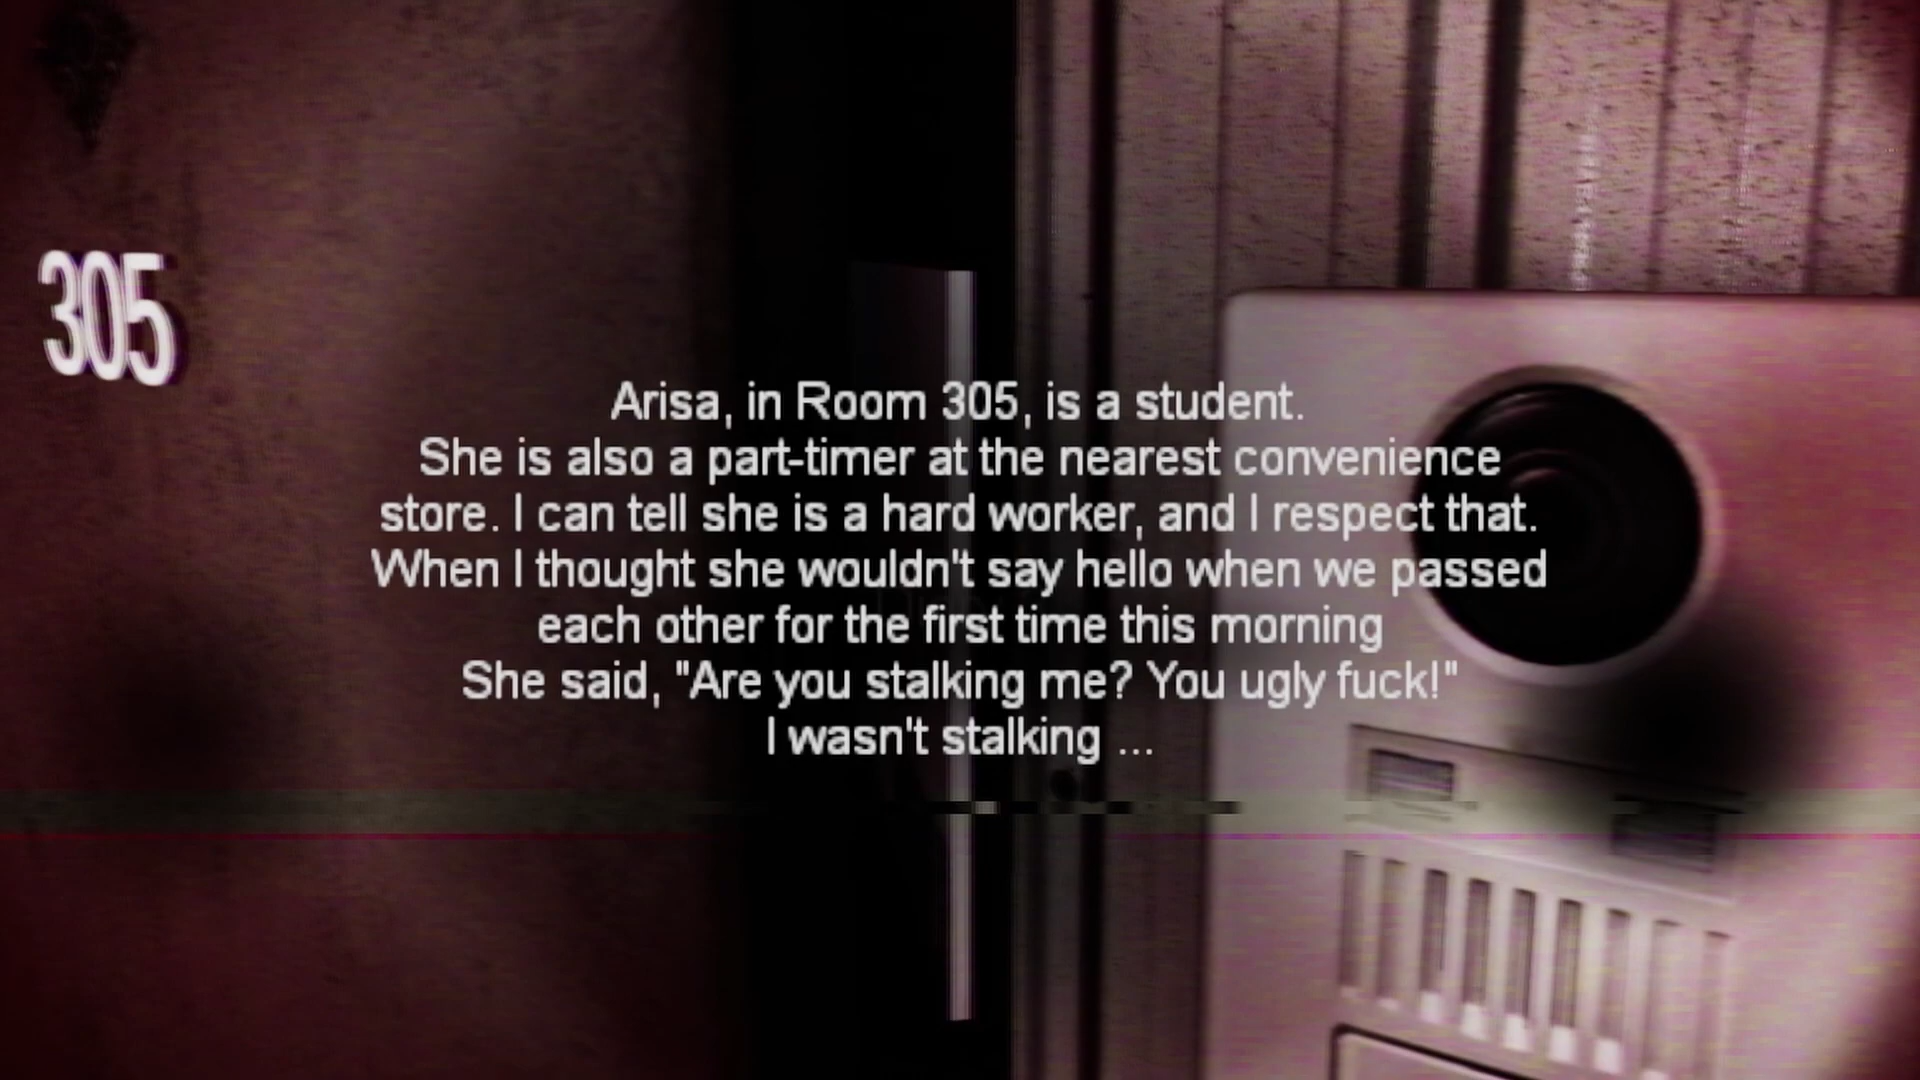 305
Arisa, in Room 305, is a student.
She is also a part-timer at the nearest convenience
store. I can tell she is a hard worker, and I respect that.
When I thought she wouldn't say hello when we passed
each other for the first time this morning
She said, "Are you stalking me? You ugly fuck!"
I wasn't stalking ...